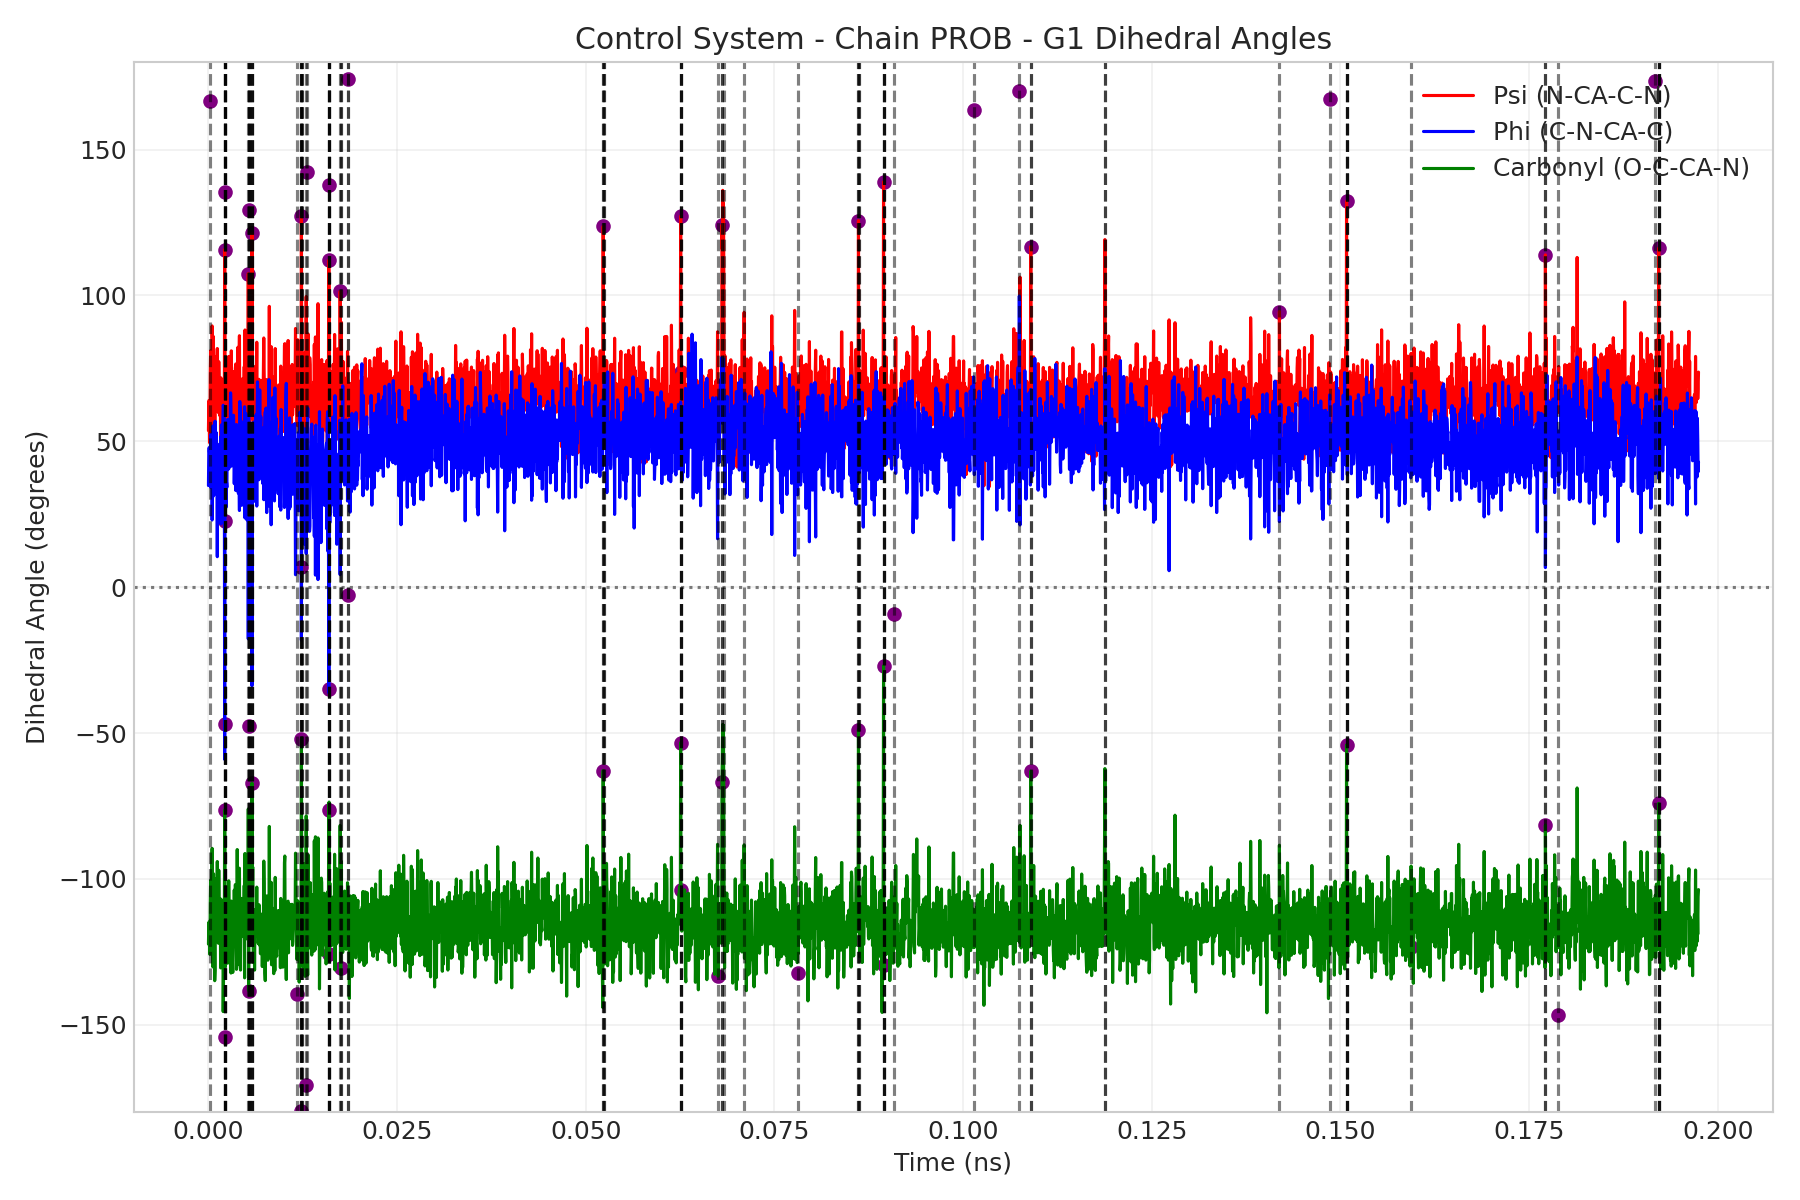 Control System - Chain PROB - G1 Dihedral Angles
Psi (N-CA-C-N)
Phi (C-N-CA-C)
Carbonyl (O-C-CA-N)
Dihedral Angle (degrees)
150
100
50
0
−50
−100
−150
0.000 0.025 0.050 0.075 0.100 0.125 0.150 0.175 0.200
Time (ns)